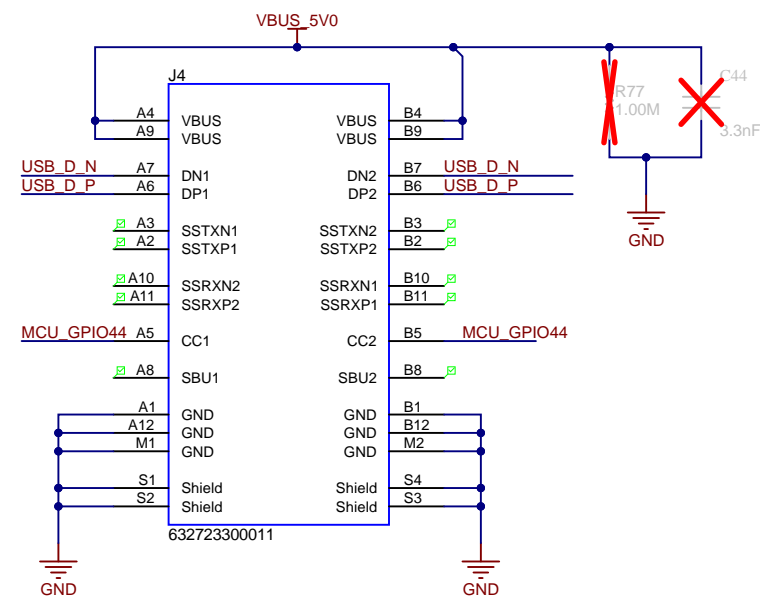 VBUS_5V0
J4
C44
R77
1.00M
3.3nF
A4 VBUS VBUS B4
A9 VBUS VBUS B9
USB_D_N A7 DN1 DN2 B7 USB_D_N
USB_D_P A6 DP1 DP2 B6 USB_D_P
A3 SSTXN1 SSTXN2 B3
A2 SSTXP1 SSTXP2 B2
A10 SSRXN2 SSRXN1 B10
A11 SSRXP2 SSRXP1 B11
MCU_GPIO44 A5 CC1 CC2 B5 MCU_GPIO44
A8 SBU1 SBU2 B8
A1 GND GND B1
A12 GND GND B12
M1 GND GND M2
S1 Shield Shield S4
S2 Shield Shield S3
632723300011
GND
GND
GND